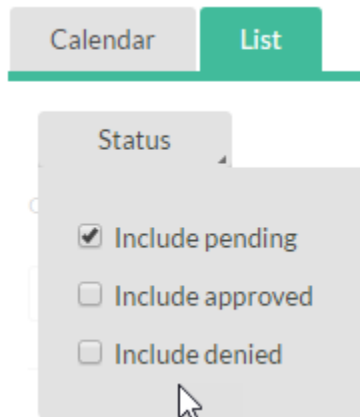 Calendar List
Status
Include pending
Include approved
Include denied